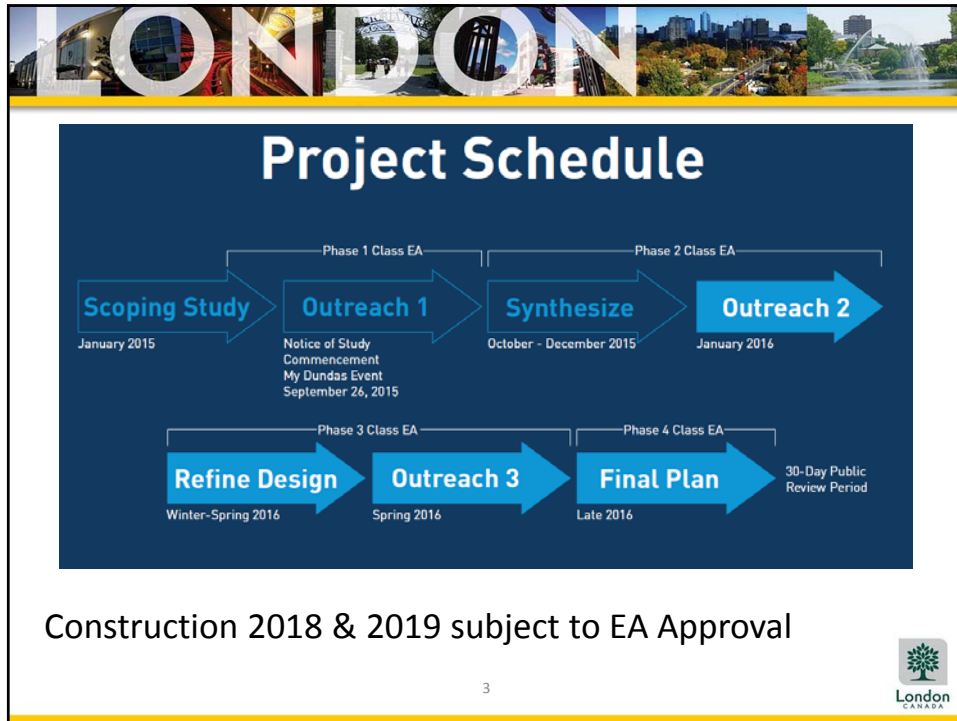 LONDON
Project Schedule
Phase 1 Class EA
Phase 2 Class EA
Scoping Study
Outreach 1
Synthesize
Outreach 2
January 2015
Notice of Study
Commencement
My Dundas Event
September 26, 2015
October - December 2015
January 2016
Phase 3 Class EA
Phase 4 Class EA
Refine Design
Outreach 3
Final Plan
30-Day Public
Review Period
Winter-Spring 2016
Spring 2016
Late 2016
Construction 2018 & 2019 subject to EA Approval
3
London
CANADA